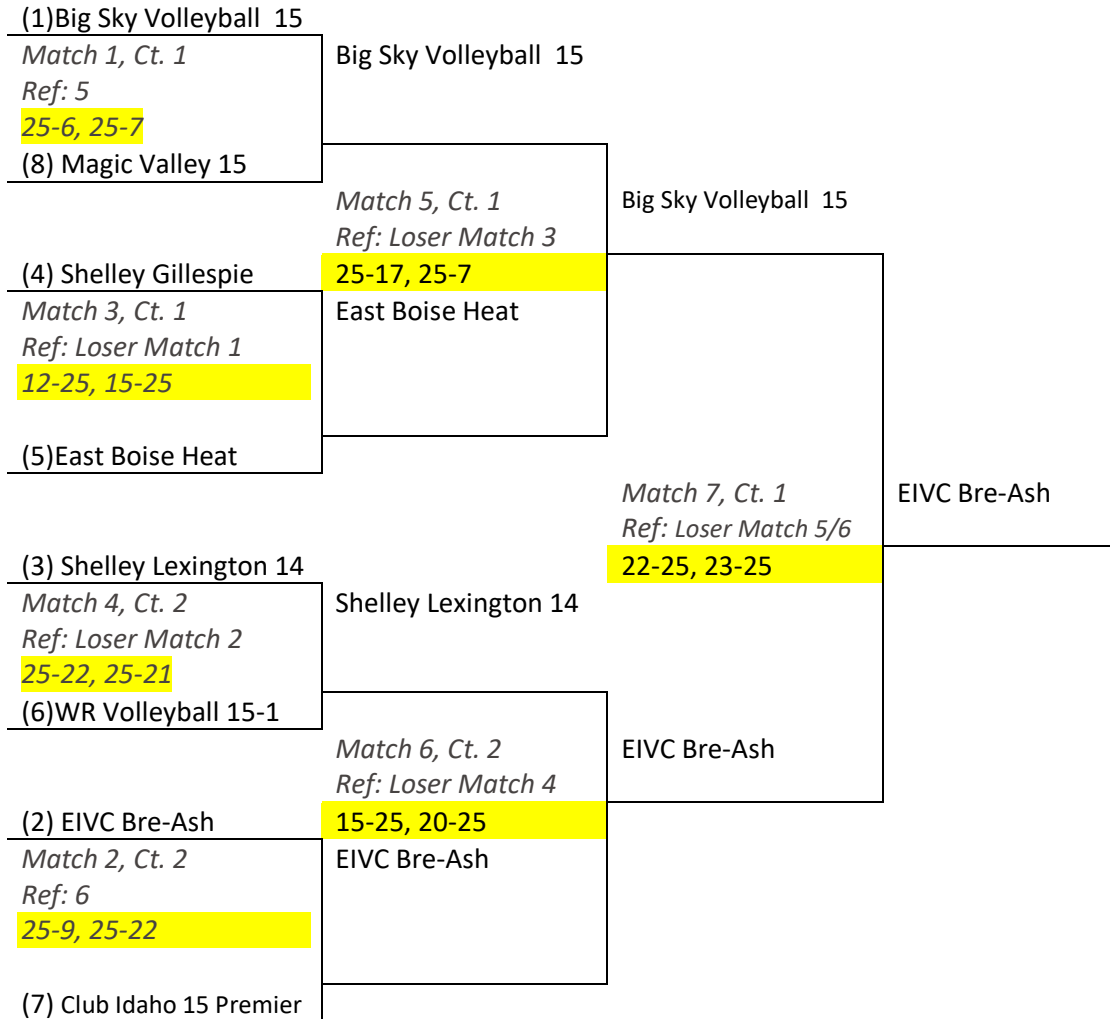 (1)Big Sky Volleyball 15
Match 1, Ct. 1
Ref: 5
25-6, 25-7
(8) Magic Valley 15
(4) Shelley Gillespie
Match 3, Ct. 1
Ref: Loser Match 1
12-25, 15-25
(5)East Boise Heat
(3) Shelley Lexington 14
Match 4, Ct. 2
Ref: Loser Match 2
25-22, 25-21
(6)WR Volleyball 15-1
(2) EIVC Bre-Ash
Match 2, Ct. 2
Ref: 6
25-9, 25-22
(7) Club Idaho 15 Premier
Big Sky Volleyball 15
Match 5, Ct. 1
Ref: Loser Match 3
25-17, 25-7
East Boise Heat
Shelley Lexington 14
Match 6, Ct. 2
Ref: Loser Match 4
15-25, 20-25
EIVC Bre-Ash
Big Sky Volleyball 15
Match 7, Ct. 1
Ref: Loser Match 5/6
22-25, 23-25
EIVC Bre-Ash
EIVC Bre-Ash